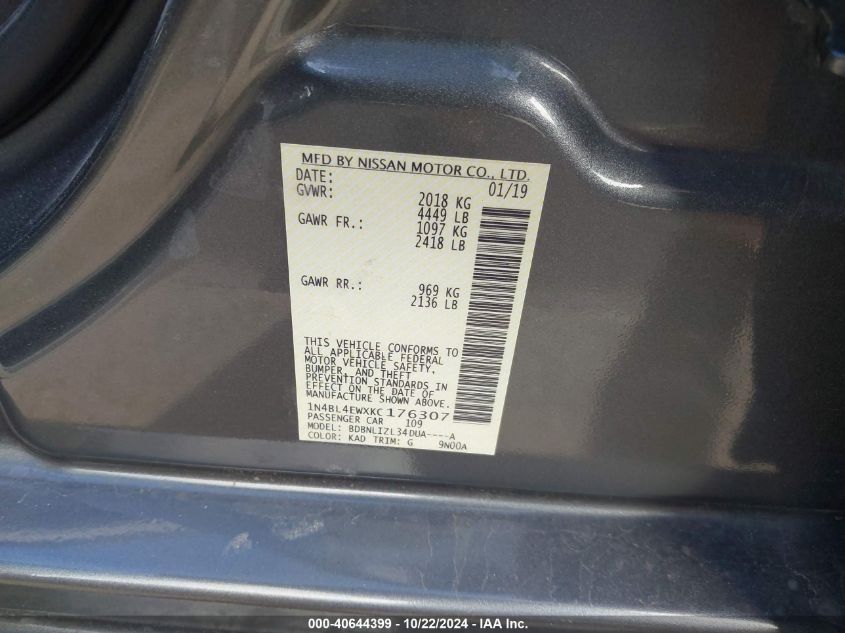 MFD BY NISSAN MOTOR CO., LTD.
DATE: 01/19
GVWR: 2018 KG
4449 LB
GAWR FR.: 1097 KG
2418 LB
GAWR RR.: 969 KG
2136 LB
THIS VEHICLE CONFORMS TO
ALL APPLICABLE FEDERAL
MOTOR VEHICLE SAFETY,
BUMPER, AND THEFT
PREVENTION STANDARDS IN
EFFECT ON THE DATE OF
MANUFACTURE SHOWN ABOVE.
1N4BL4EWXKC176307
PASSENGER CAR 109
MODEL: BDBNLIZL34DUA----A
COLOR: KAD TRIM: G 9N00A
000-40644399 - 10/22/2024 - IAA Inc.